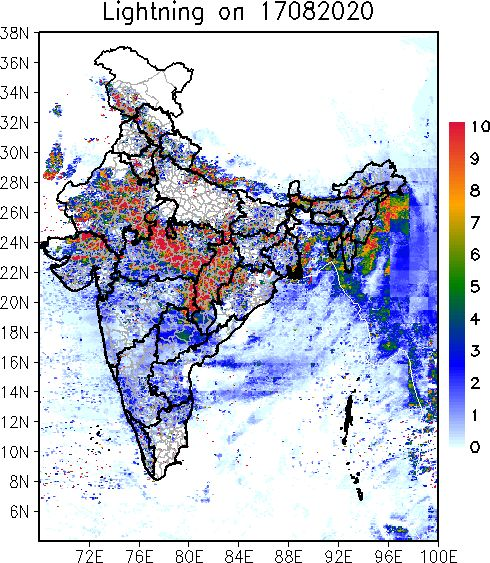 Lightning on 17082020
38N
36N
34N
32N
30N
28N
26N
24N
22N
20N
18N
16N
14N
12N
10N
8N
6N
10
9
8
7
6
5
4
3
2
1
0
72E 76E 80E 84E 88E 92E 96E 100E